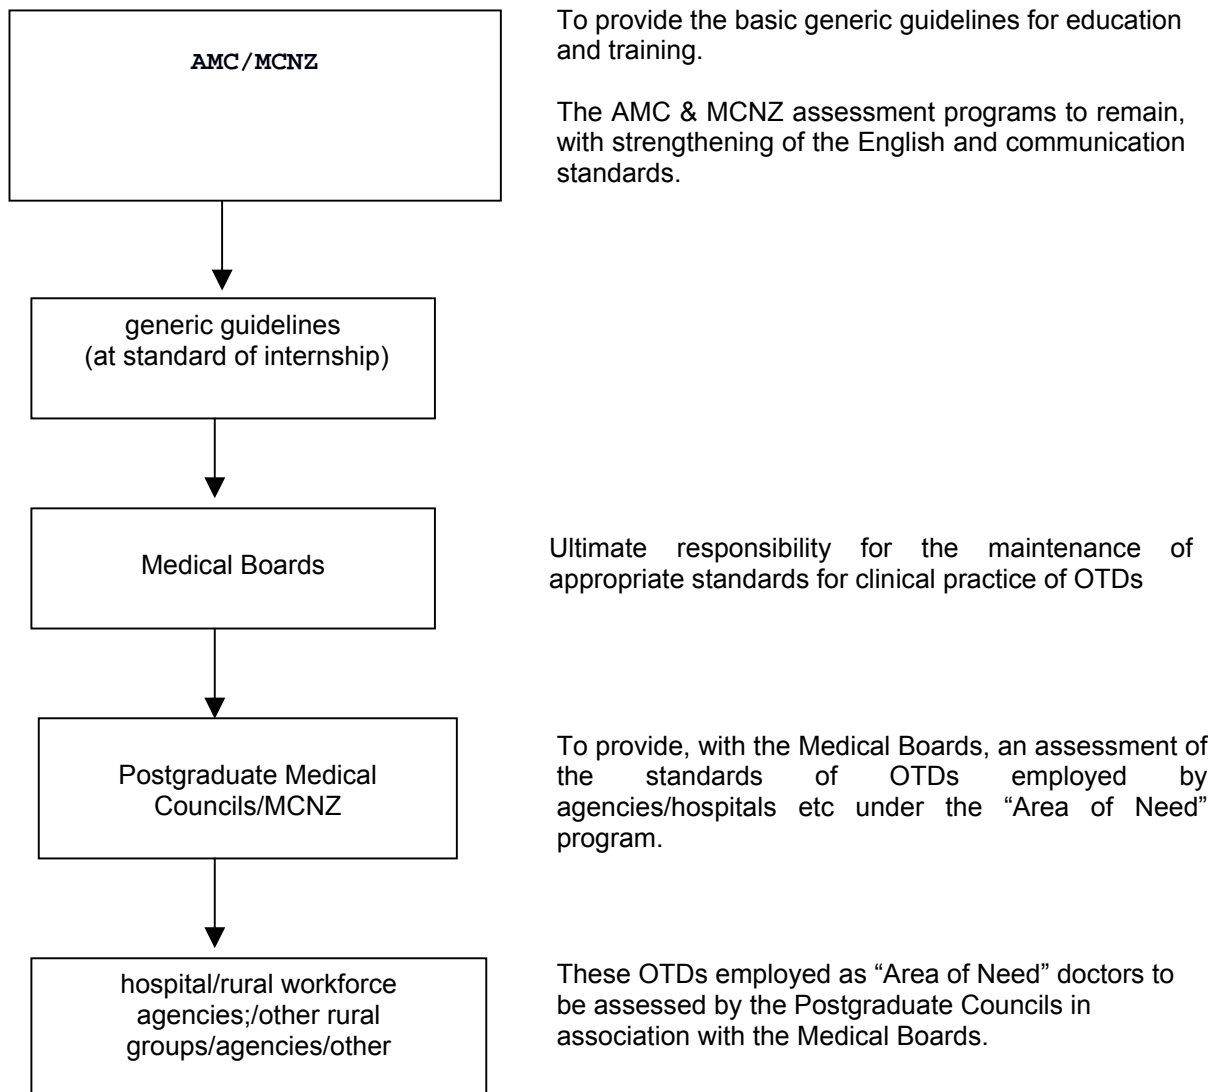 AMC/MCNZ
To provide the basic generic guidelines for education
and training.
The AMC & MCNZ assessment programs to remain,
with strengthening of the English and communication
standards.
generic guidelines
(at standard of internship)
Medical Boards
Ultimate responsibility for the maintenance of
appropriate standards for clinical practice of OTDs
Postgraduate Medical
Councils/MCNZ
To provide, with the Medical Boards, an assessment of
the standards of OTDs employed by
agencies/hospitals etc under the “Area of Need”
program.
hospital/rural workforce
agencies;/other rural
groups/agencies/other
These OTDs employed as “Area of Need” doctors to
be assessed by the Postgraduate Councils in
association with the Medical Boards.